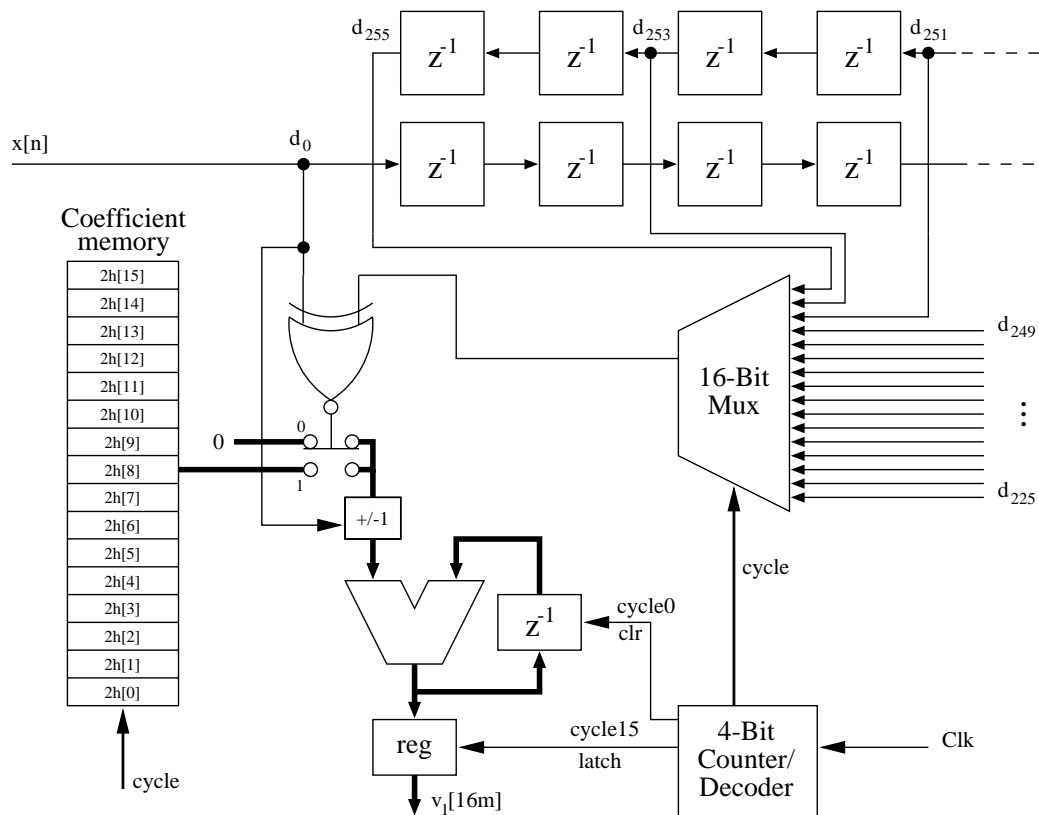 d255
d253
d251
z-1
z-1
z-1
z-1
x[n]
d0
z-1
z-1
z-1
z-1
Coefficient
memory
2h[15]
2h[14]
2h[13]
2h[12]
2h[11]
2h[10]
2h[9]
2h[8]
2h[7]
2h[6]
2h[5]
2h[4]
2h[3]
2h[2]
2h[1]
2h[0]
cycle
0
0
1
+/-1
16-Bit
Mux
d249
⋮
d225
cycle
z-1
cycle0
clr
reg
cycle15
latch
4-Bit
Counter/
Decoder
Clk
v1[16m]